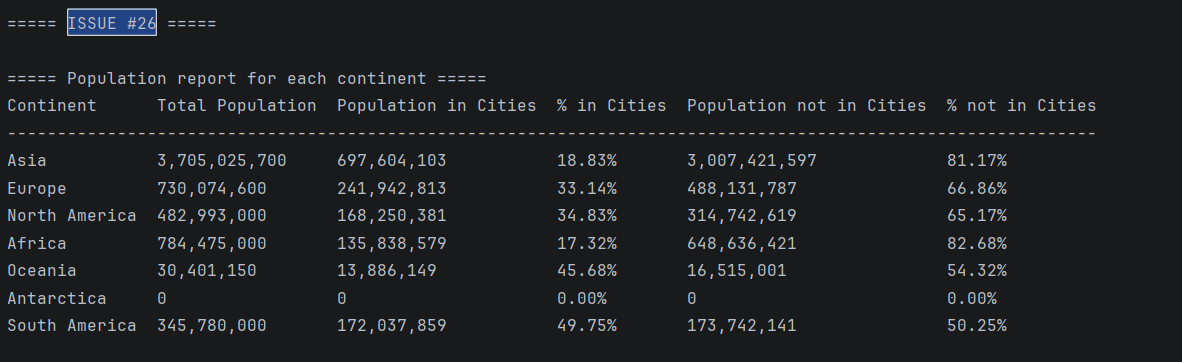 ===== ISSUE #26 =====
===== Population report for each continent =====
Continent Total Population Population in Cities % in Cities Population not in Cities % not in Cities
-------------------------------------------------------------------------------------------------------------
Asia 3,705,025,700 697,604,103 18.83% 3,007,421,597 81.17%
Europe 730,074,600 241,942,813 33.14% 488,131,787 66.86%
North America 482,993,000 168,250,381 34.83% 314,742,619 65.17%
Africa 784,475,000 135,838,579 17.32% 648,636,421 82.68%
Oceania 30,401,150 13,886,149 45.68% 16,515,001 54.32%
Antarctica 0 0 0.00% 0 0.00%
South America 345,780,000 172,037,859 49.75% 173,742,141 50.25%